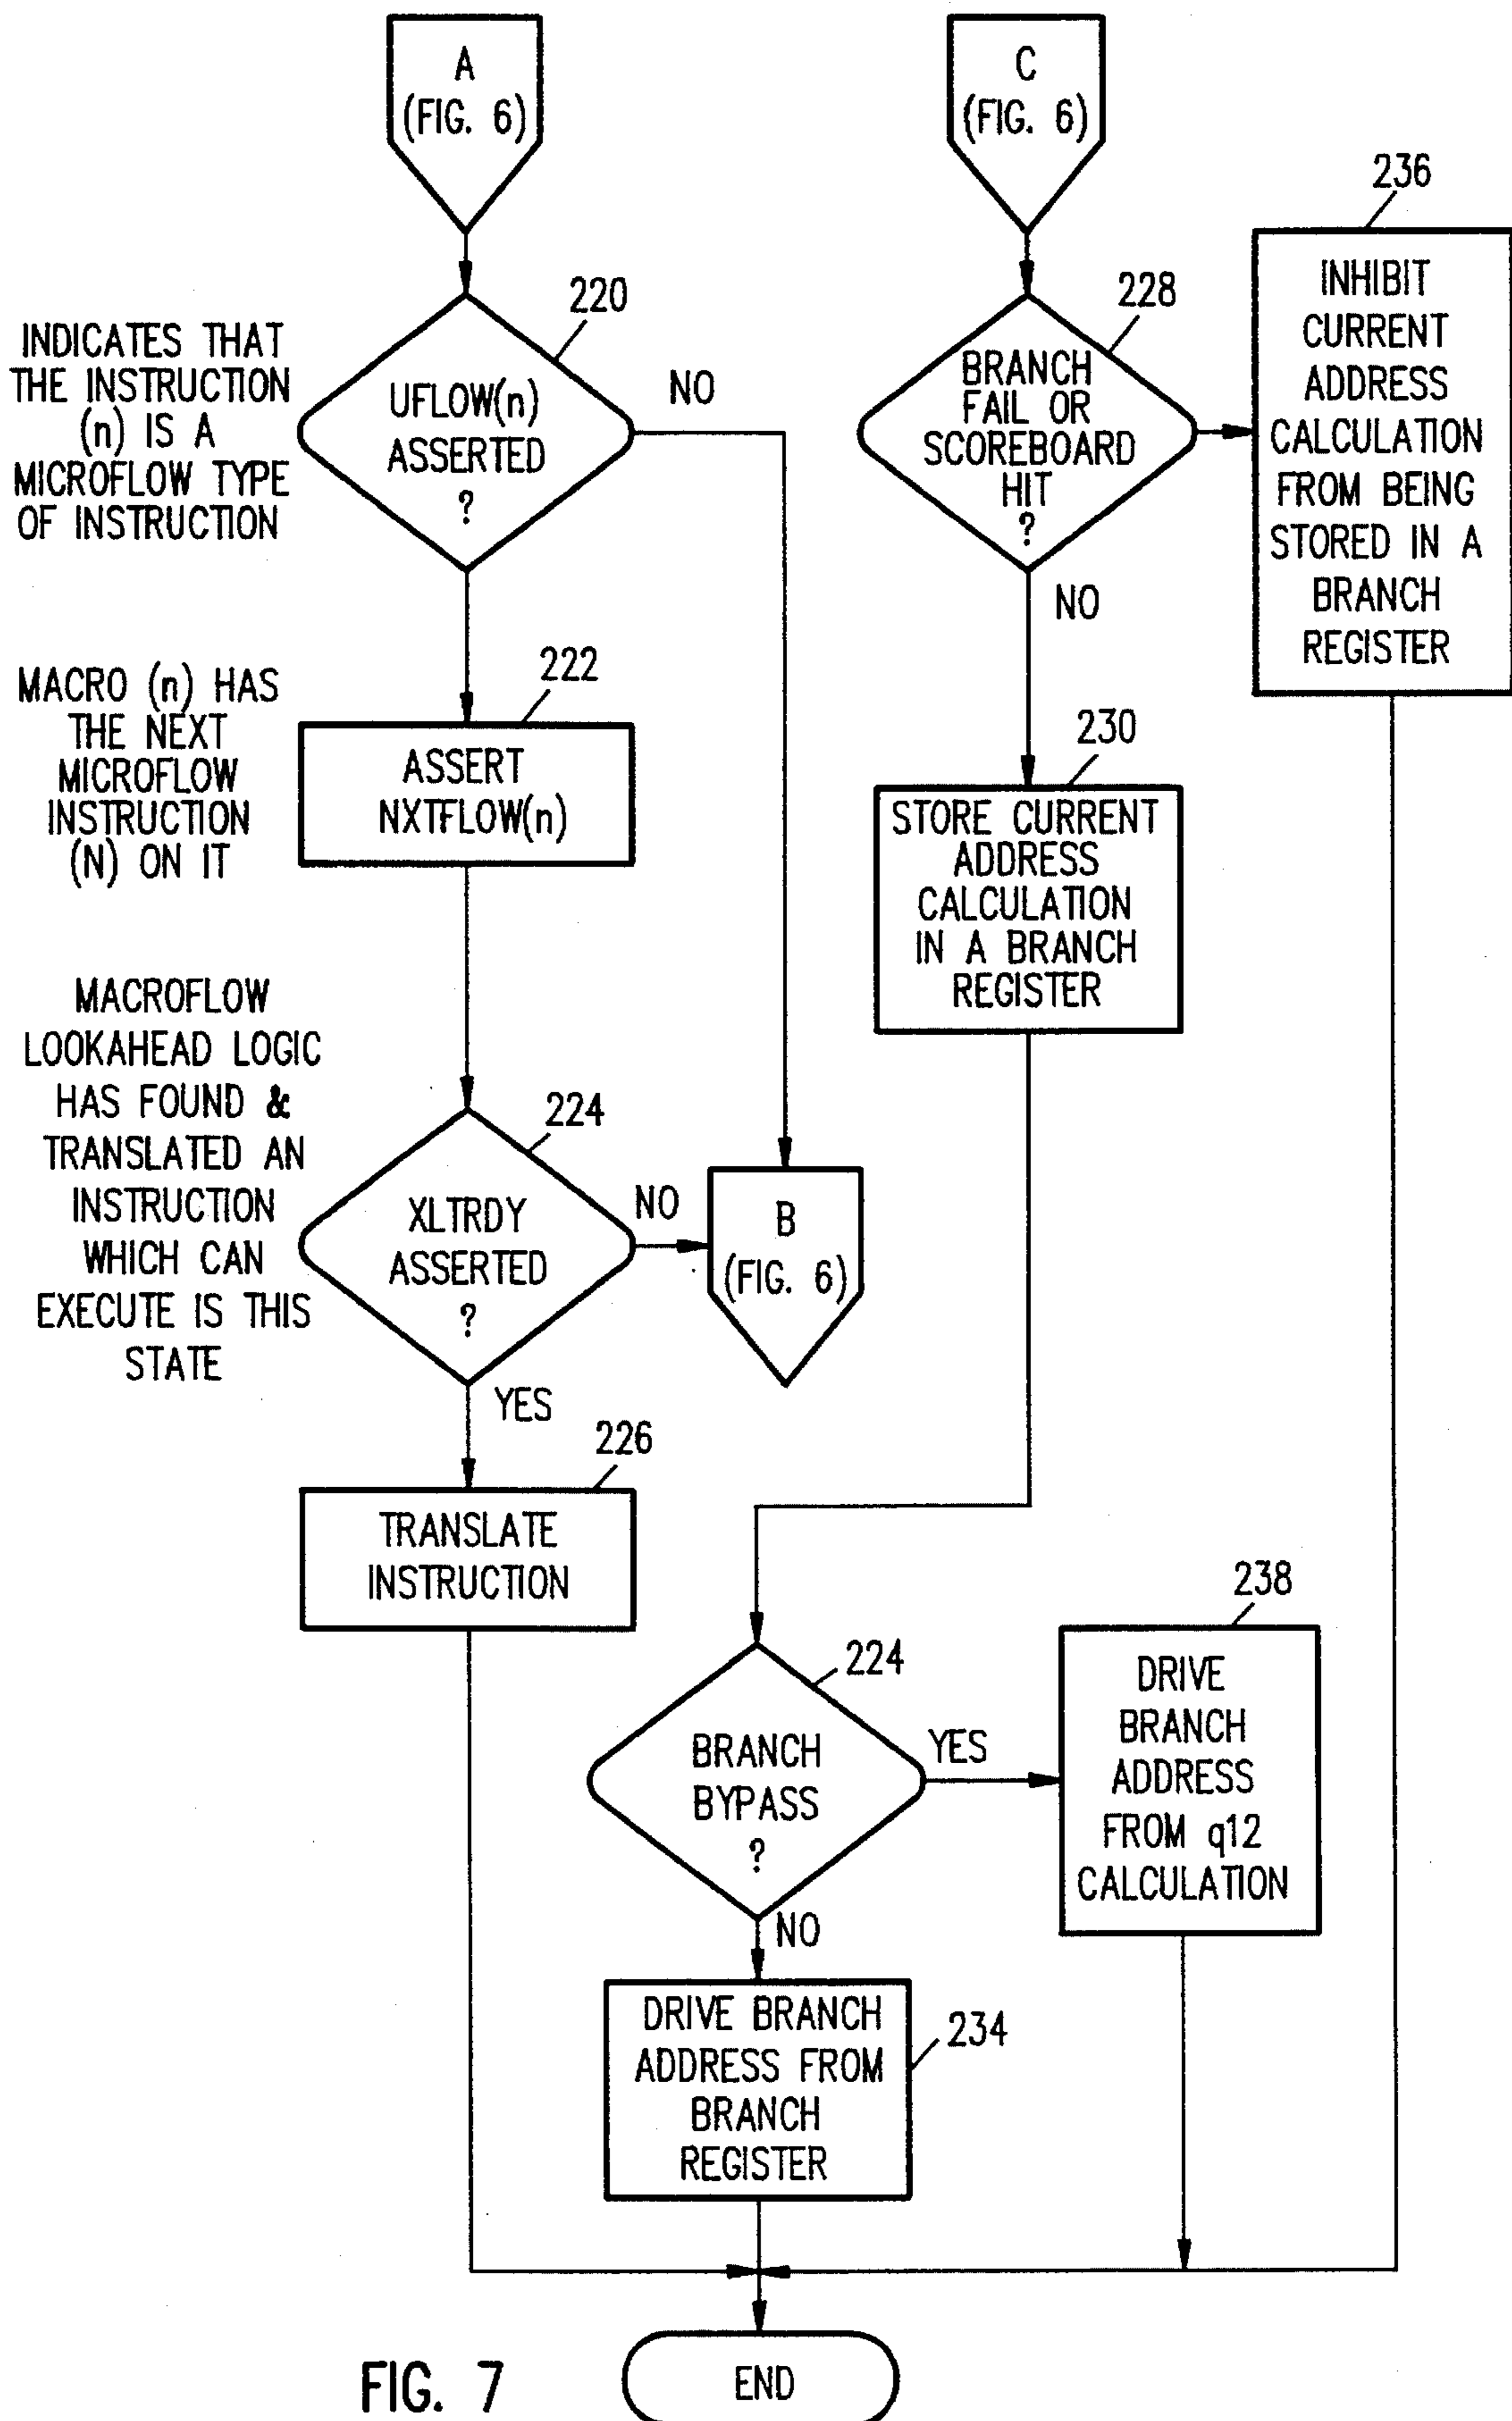 A
(FIG. 6)
C
(FIG. 6)
236
INHIBIT
CURRENT
ADDRESS
CALCULATION
FROM BEING
STORED IN A
BRANCH
REGISTER
INDICATES THAT
THE INSTRUCTION
(n) IS A
MICROFLOW TYPE
OF INSTRUCTION
220
UFLOW(n)
ASSERTED
?
NO
228
BRANCH
FAIL OR
SCOREBOARD
HIT
?
NO
MACRO (n) HAS
THE NEXT
MICROFLOW
INSTRUCTION
(N) ON IT
222
ASSERT
NXTFLOW(n)
230
STORE CURRENT
ADDRESS
CALCULATION
IN A BRANCH
REGISTER
MACROFLOW
LOOKAHEAD LOGIC
HAS FOUND &
TRANSLATED AN
INSTRUCTION
WHICH CAN
EXECUTE IS THIS
STATE
224
XLTRDY
ASSERTED
?
NO
B
(FIG. 6)
YES
226
TRANSLATE
INSTRUCTION
224
BRANCH
BYPASS
?
YES
238
DRIVE
BRANCH
ADDRESS
FROM q12
CALCULATION
NO
DRIVE BRANCH
ADDRESS FROM
BRANCH
REGISTER
234
END
FIG. 7